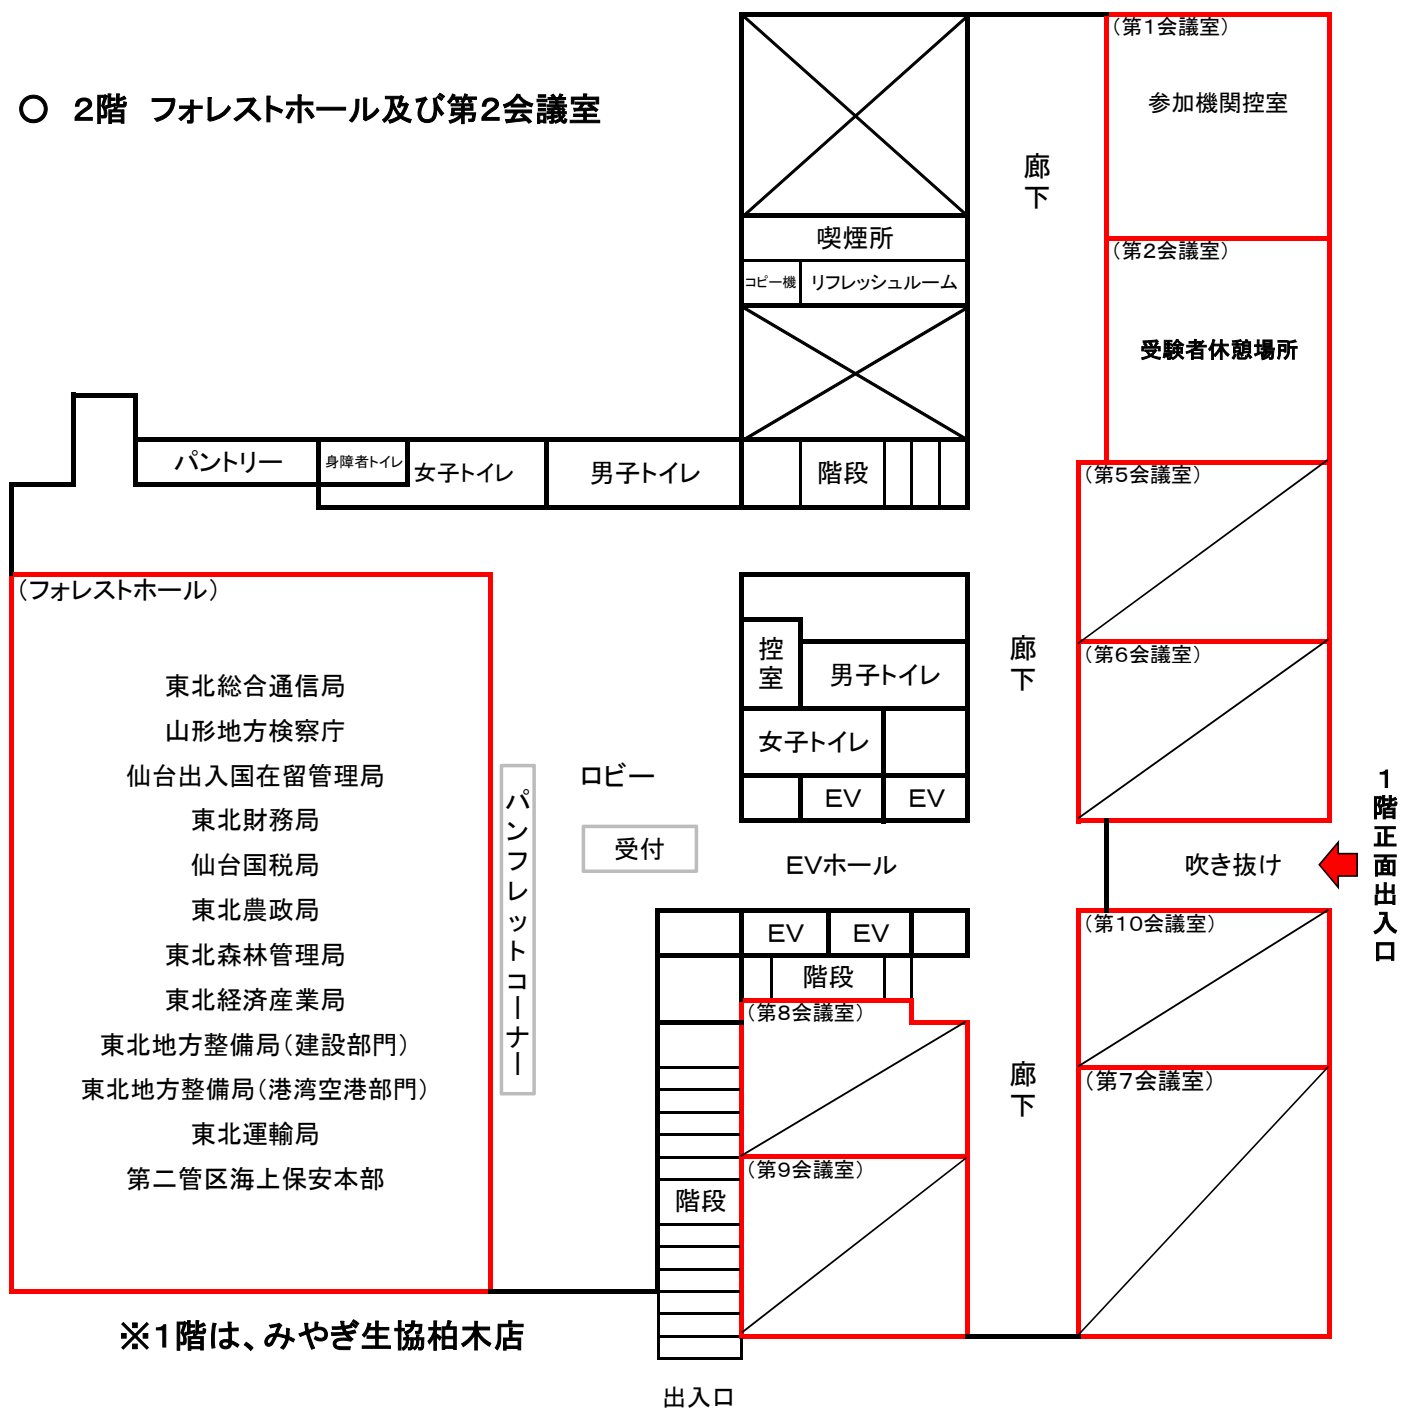 ○　２階　フォレストホール及び第２会議室
（第１会議室）
参加機関控室
廊下
喫煙所
コピー機
リフレッシュルーム
（第２会議室）
受験者休憩場所
パントリー
身障者トイレ
女子トイレ
男子トイレ
階段
（第５会議室）
（フォレストホール）
東北総合通信局
山形地方検察庁
仙台出入国在留管理局
東北財務局
仙台国税局
東北農政局
東北森林管理局
東北経済産業局
東北地方整備局（建設部門）
東北地方整備局（港湾空港部門）
東北運輸局
第二管区海上保安本部
パンフレットコーナー
ロビー
受付
控室
男子トイレ
女子トイレ
ＥＶ
ＥＶ
ＥＶホール
廊下
（第６会議室）
吹き抜け
１階正面出入口
ＥＶ
ＥＶ
階段
（第８会議室）
（第１０会議室）
廊下
（第７会議室）
（第９会議室）
階段
※１階は、みやぎ生協柏木店
出入口